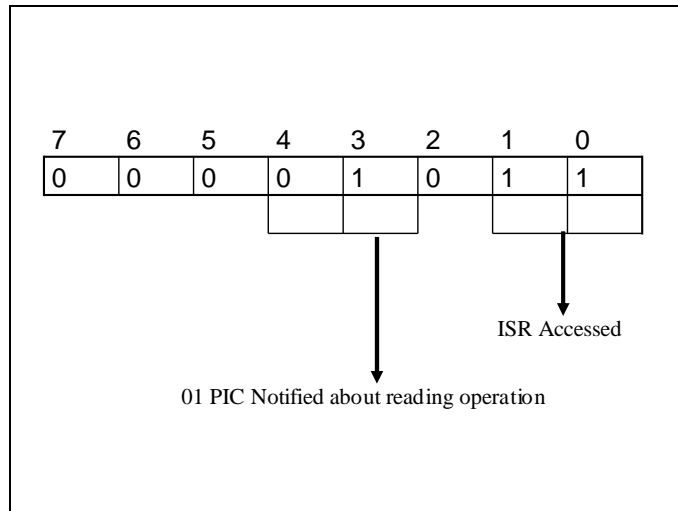 7 6 5 4 3 2 1 0
0 0 0 0 1 0 1 1
ISR Accessed
01 PIC Notified about reading operation